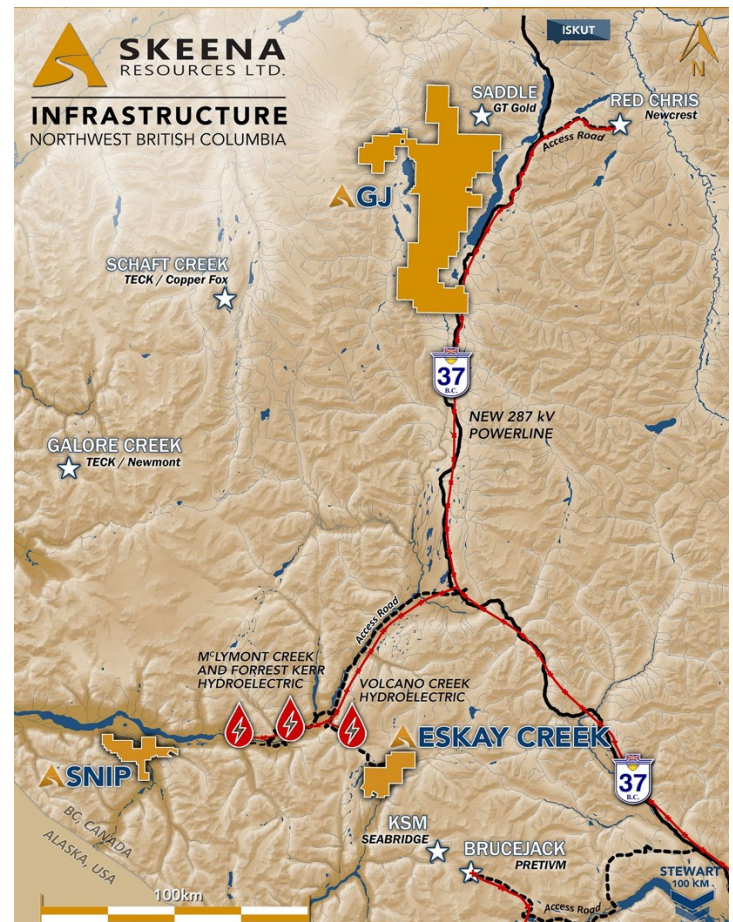 SKEENA
RESOURCES LTD.
INFRASTRUCTURE
NORTHWEST BRITISH COLUMBIA
ISKUT
N
SADDLE
GT Gold
RED CHRIS
Newcrest
Access Road
GJ
SCHAFT CREEK
TECK / Copper Fox
37
B.C.
NEW 287 kV
POWERLINE
GALORE CREEK
TECK / Newmont
Access Road
McLYMONT CREEK
AND FORREST KERR
HYDROELECTRIC
VOLCANO CREEK
HYDROELECTRIC
ESKAY CREEK
SNIP
37
B.C.
BC, CANADA
ALASKA, USA
KSM
SEABRIDGE
BRUCEJACK
PRETIVM
STEWART
100 KM
Access Road
100km